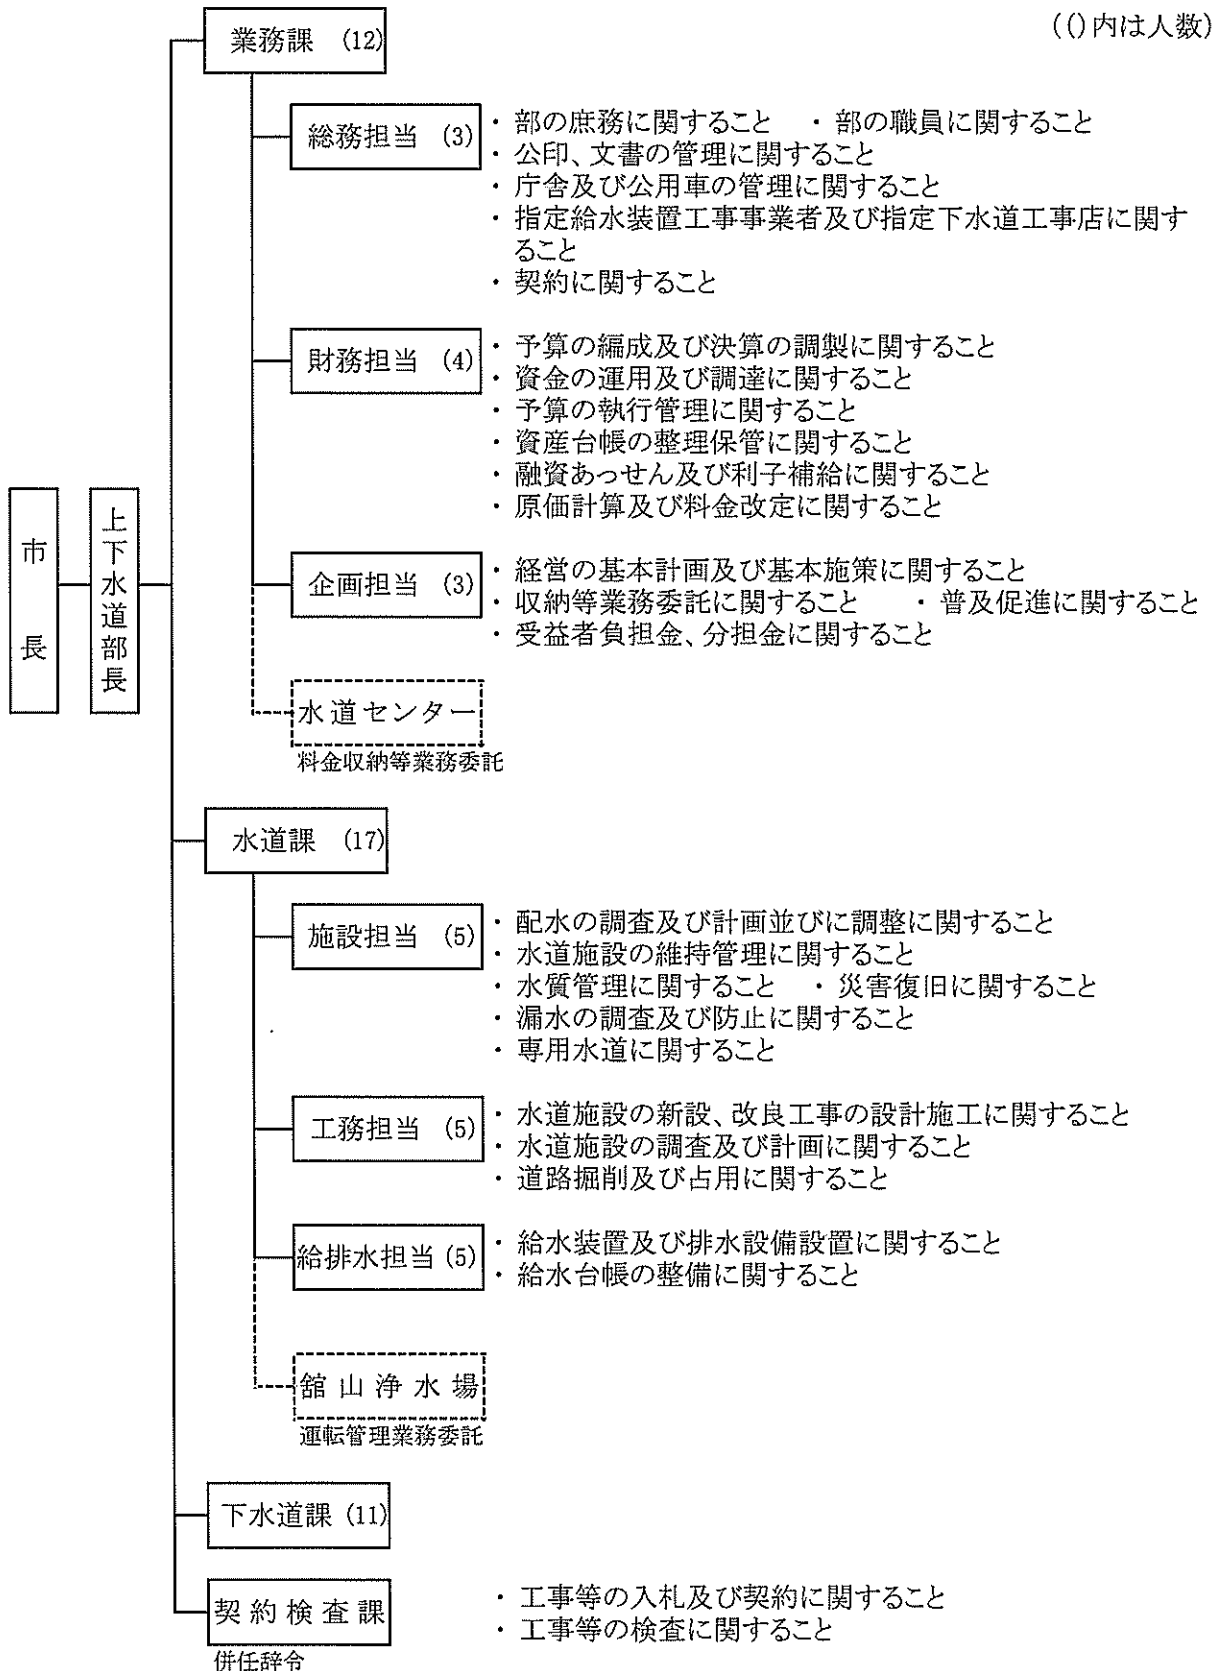 (()内は人数)
業務課 (12)
総務担当 (3)
・ 部の庶務に関すること ・ 部の職員に関すること
・ 公印、文書の管理に関すること
・ 庁舎及び公用車の管理に関すること
・ 指定給水装置工事事業者及び指定下水道工事店に関す
ること
・ 契約に関すること
財務担当 (4)
・ 予算の編成及び決算の調製に関すること
・ 資金の運用及び調達に関すること
・ 予算の執行管理に関すること
・ 資産台帳の整理保管に関すること
・ 融資あっせん及び利子補給に関すること
・ 原価計算及び料金改定に関すること
市長
上下水道部長
企画担当 (3)
・ 経営の基本計画及び基本施策に関すること
・ 収納等業務委託に関すること ・ 普及促進に関すること
・ 受益者負担金、分担金に関すること
水道センター
料金収納等業務委託
水道課 (17)
施設担当 (5)
・ 配水の調査及び計画並びに調整に関すること
・ 水道施設の維持管理に関すること
・ 水質管理に関すること ・ 災害復旧に関すること
・ 漏水の調査及び防止に関すること
・ 専用水道に関すること
工務担当 (5)
・ 水道施設の新設、改良工事の設計施工に関すること
・ 水道施設の調査及び計画に関すること
・ 道路掘削及び占用に関すること
給排水担当 (5)
・ 給水装置及び排水設備設置に関すること
・ 給水台帳の整備に関すること
舘山浄水場
運転管理業務委託
下水道課 (11)
契約検査課
・ 工事等の入札及び契約に関すること
・ 工事等の検査に関すること
併任辞令